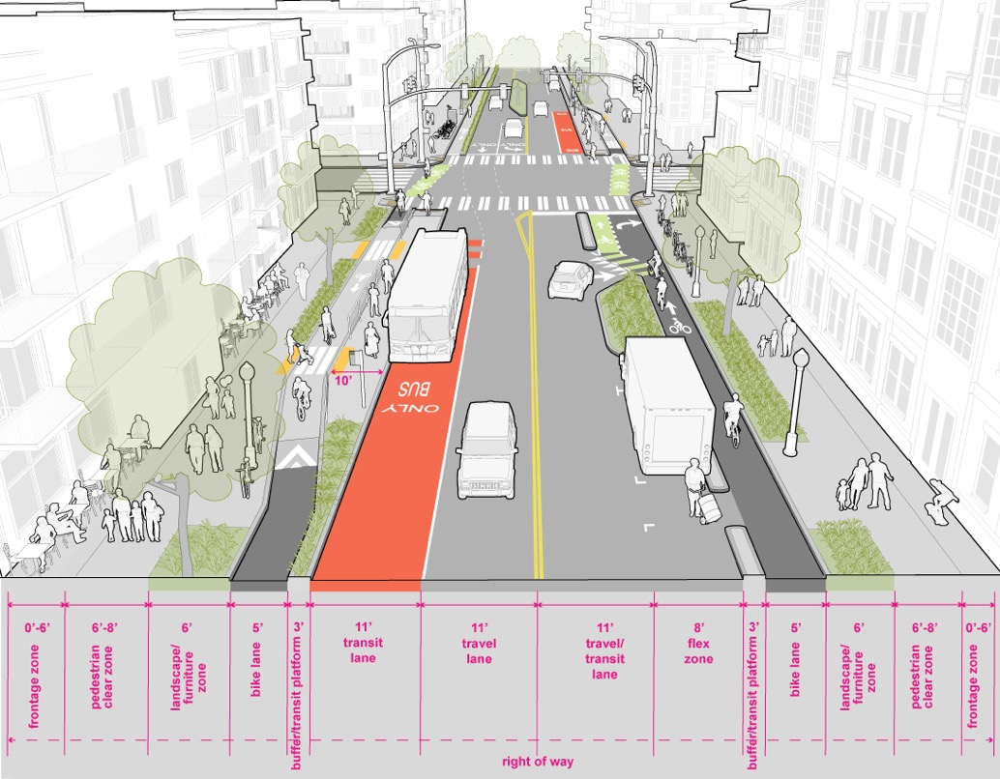 ONLY
BUS
ONLY
10'
BUS
ONLY
0'-6'
frontage zone
6'-8'
pedestrian
clear zone
6'
landscape/
furniture
zone
5'
bike lane
3'
buffer/transit platform
11'
transit
lane
11'
travel
lane
11'
travel/
transit
lane
8'
flex
zone
3'
buffer/transit platform
5'
bike lane
6'
landscape/
furniture
zone
6'-8'
pedestrian
clear zone
0'-6'
frontage zone
right of way